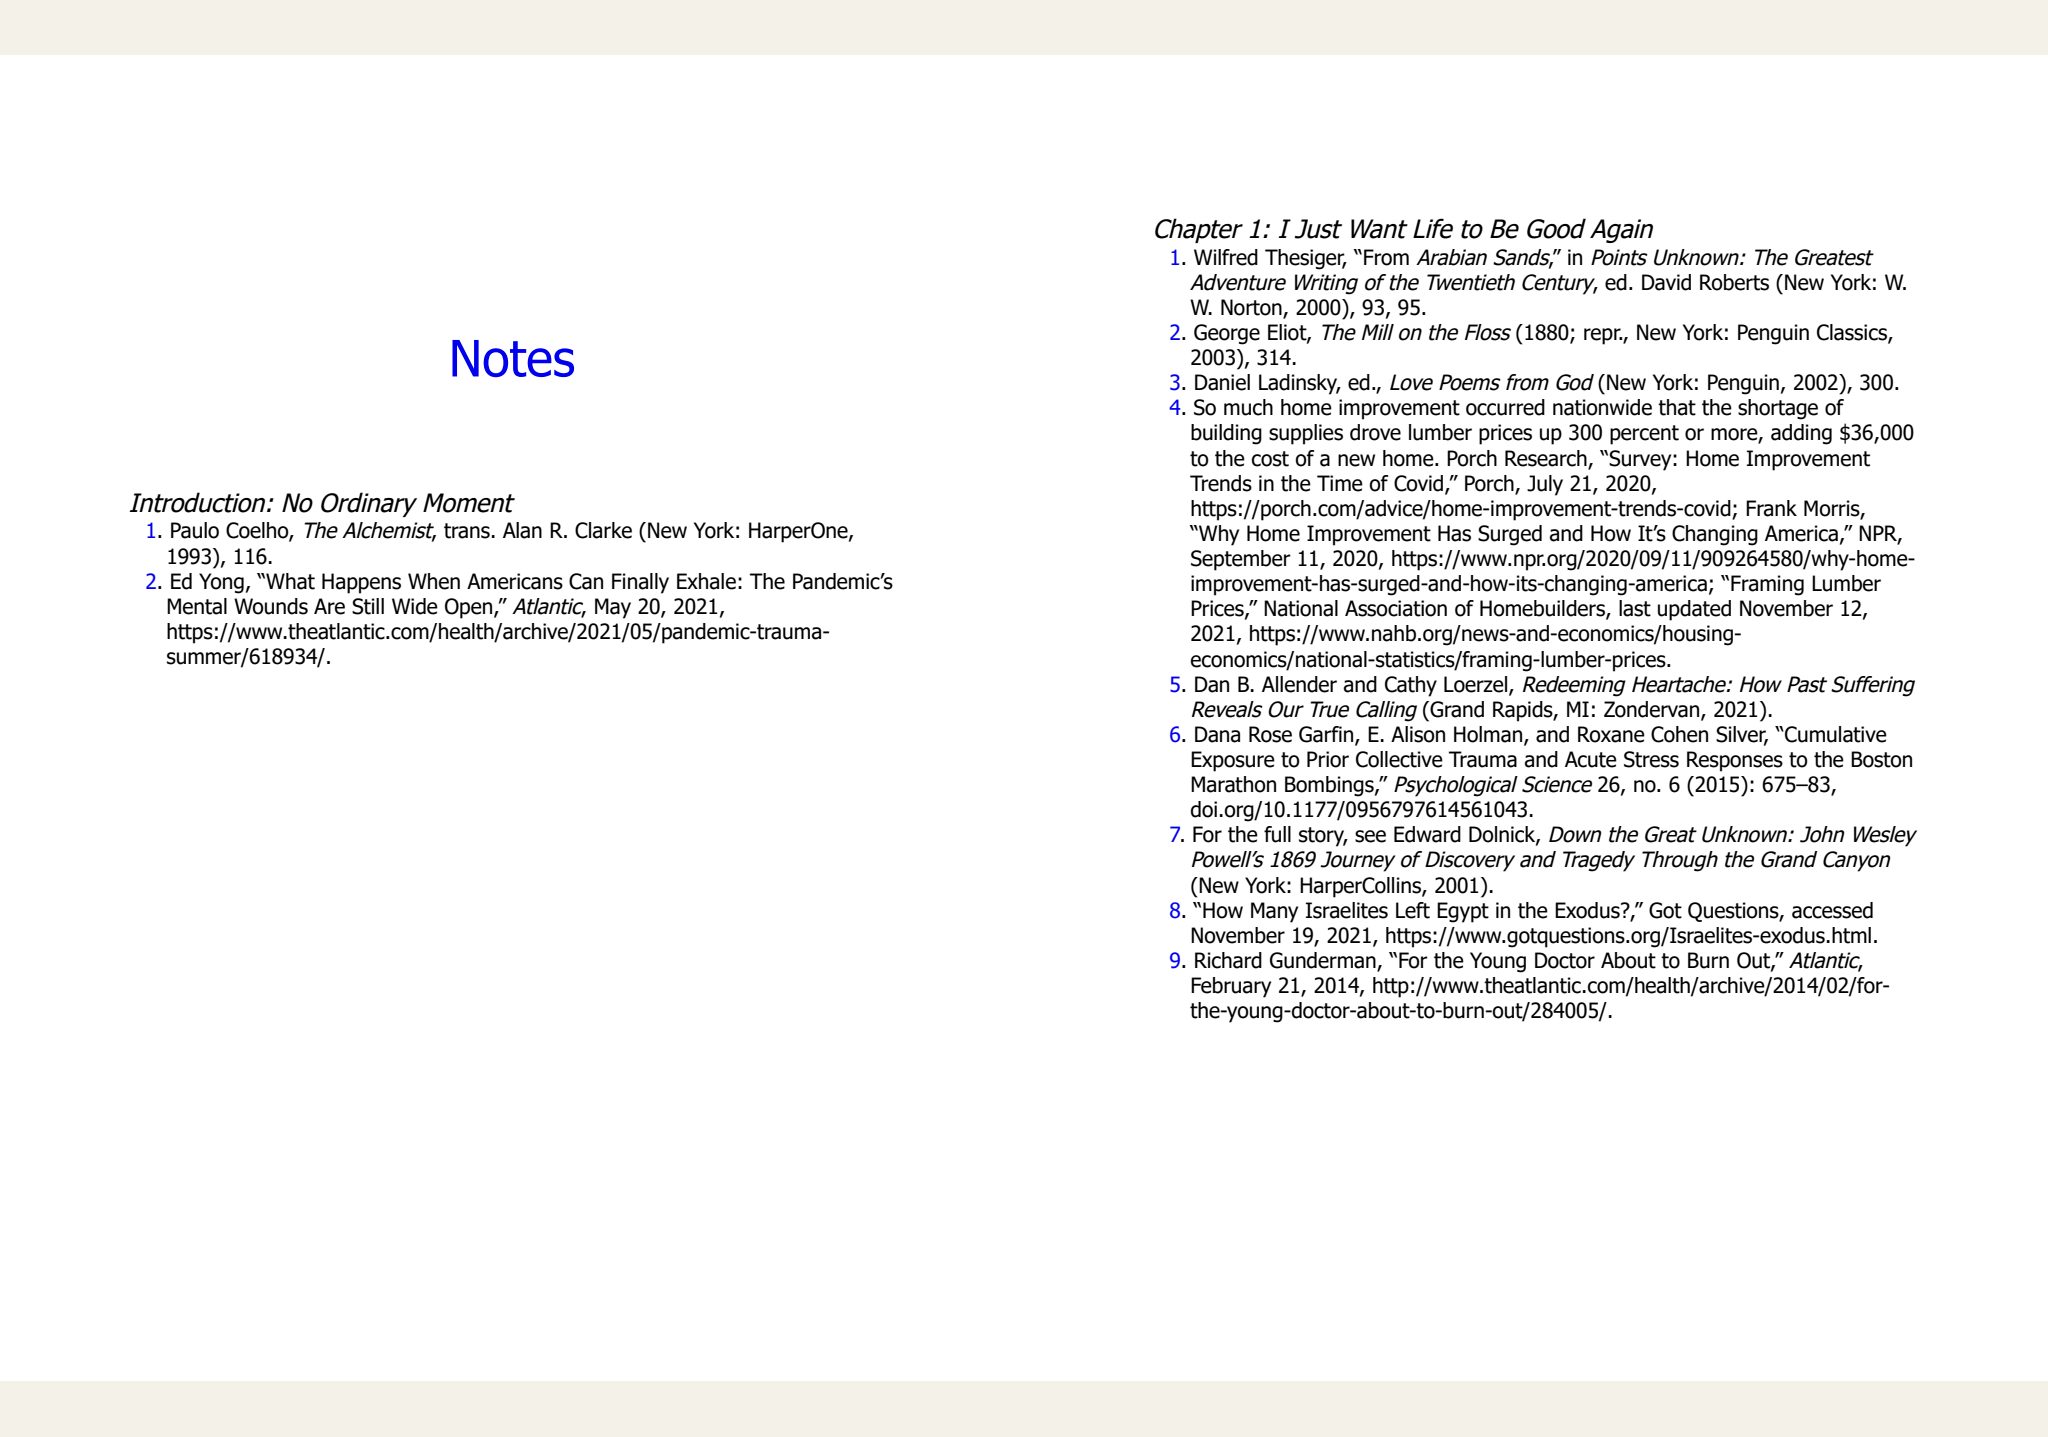 Notes
Introduction: No Ordinary Moment
1. Paulo Coelho, The Alchemist, trans. Alan R. Clarke (New York: HarperOne,
1993), 116.
2. Ed Yong, “What Happens When Americans Can Finally Exhale: The Pandemic’s
Mental Wounds Are Still Wide Open,” Atlantic, May 20, 2021,
https://www.theatlantic.com/health/archive/2021/05/pandemic-trauma-
summer/618934/.
Chapter 1: I Just Want Life to Be Good Again
1. Wilfred Thesiger, “From Arabian Sands,” in Points Unknown: The Greatest
Adventure Writing of the Twentieth Century, ed. David Roberts (New York: W.
W. Norton, 2000), 93, 95.
2. George Eliot, The Mill on the Floss (1880; repr., New York: Penguin Classics,
2003), 314.
3. Daniel Ladinsky, ed., Love Poems from God (New York: Penguin, 2002), 300.
4. So much home improvement occurred nationwide that the shortage of
building supplies drove lumber prices up 300 percent or more, adding $36,000
to the cost of a new home. Porch Research, “Survey: Home Improvement
Trends in the Time of Covid,” Porch, July 21, 2020,
https://porch.com/advice/home-improvement-trends-covid; Frank Morris,
“Why Home Improvement Has Surged and How It’s Changing America,” NPR,
September 11, 2020, https://www.npr.org/2020/09/11/909264580/why-home-
improvement-has-surged-and-how-its-changing-america; “Framing Lumber
Prices,” National Association of Homebuilders, last updated November 12,
2021, https://www.nahb.org/news-and-economics/housing-
economics/national-statistics/framing-lumber-prices.
5. Dan B. Allender and Cathy Loerzel, Redeeming Heartache: How Past Suffering
Reveals Our True Calling (Grand Rapids, MI: Zondervan, 2021).
6. Dana Rose Garfin, E. Alison Holman, and Roxane Cohen Silver, “Cumulative
Exposure to Prior Collective Trauma and Acute Stress Responses to the Boston
Marathon Bombings,” Psychological Science 26, no. 6 (2015): 675–83,
doi.org/10.1177/0956797614561043.
7. For the full story, see Edward Dolnick, Down the Great Unknown: John Wesley
Powell’s 1869 Journey of Discovery and Tragedy Through the Grand Canyon
(New York: HarperCollins, 2001).
8. “How Many Israelites Left Egypt in the Exodus?,” Got Questions, accessed
November 19, 2021, https://www.gotquestions.org/Israelites-exodus.html.
9. Richard Gunderman, “For the Young Doctor About to Burn Out,” Atlantic,
February 21, 2014, http://www.theatlantic.com/health/archive/2014/02/for-
the-young-doctor-about-to-burn-out/284005/.